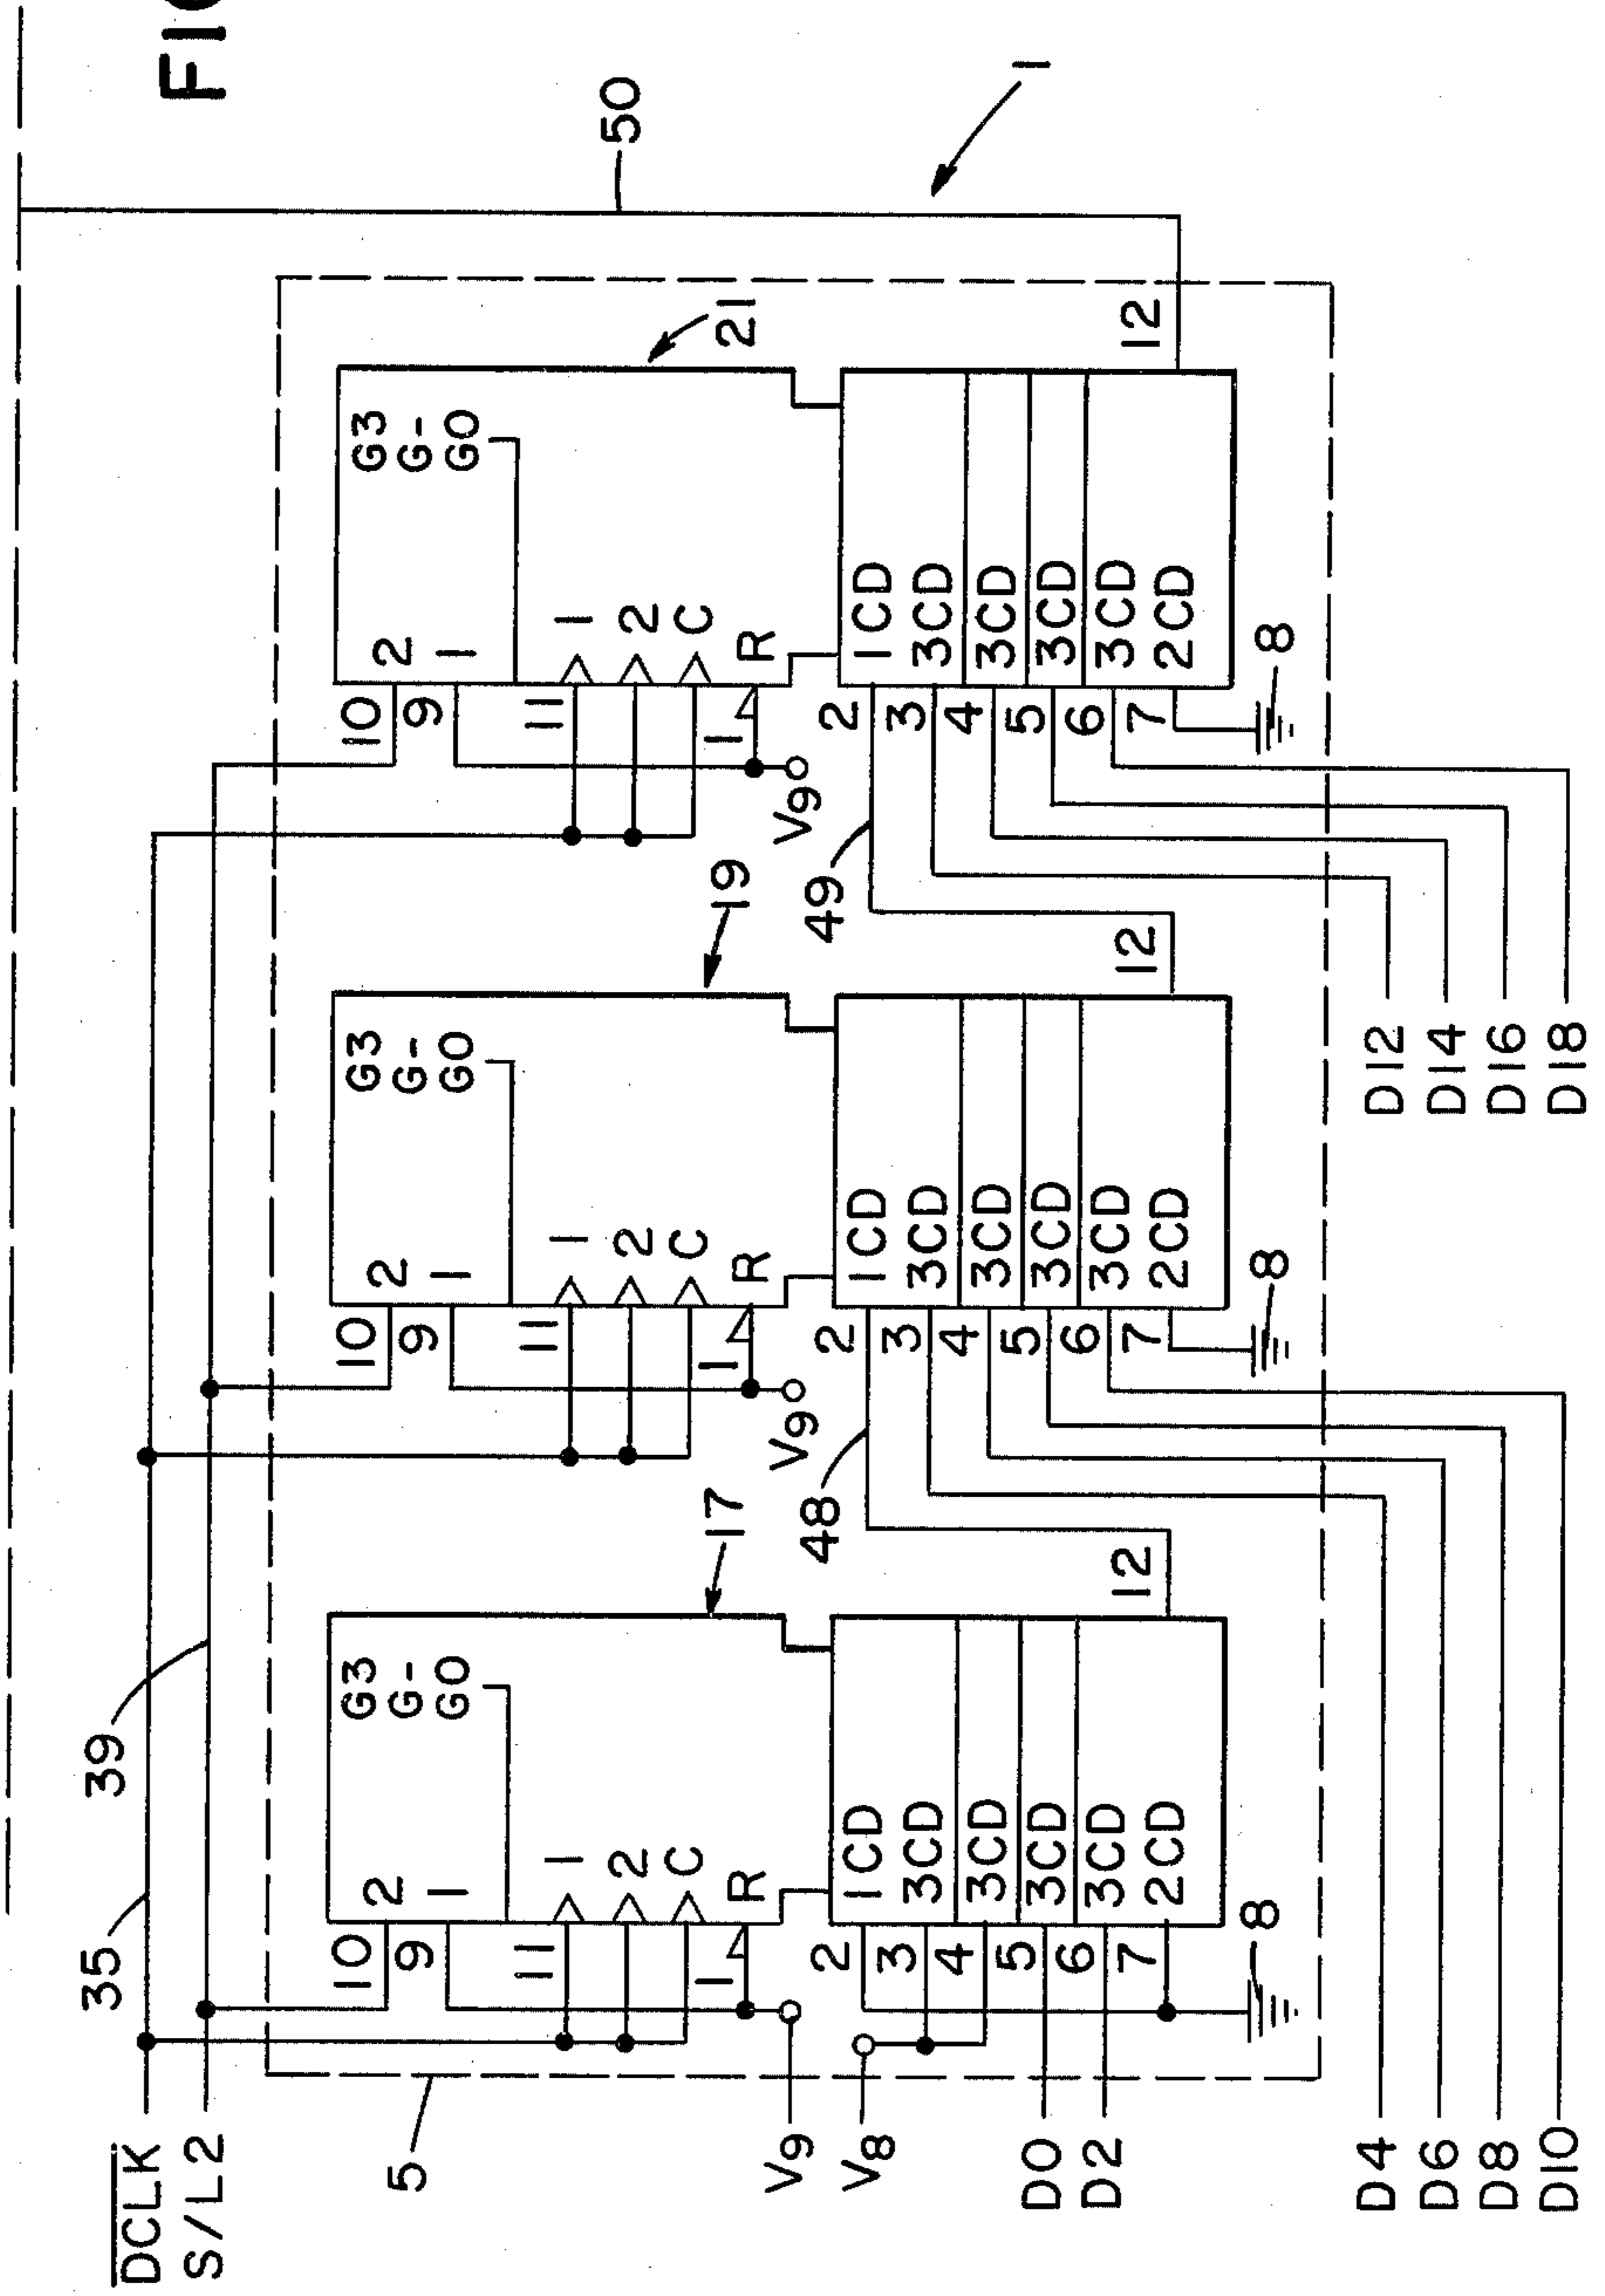 FIG
50
1
39
35
DCLK
S/L2
5
G3
G-
G0
10 2
9 1
11 1
2
C
1 R
17
2 1CD
3 3CD
4 3CD
5 3CD
6 3CD
7 2CD
12
8
V9
V8
D0
D2
G3
G-
G0
10 2
9 1
11 1
2
C
1 R
V9
19
48
2 1CD
3 3CD
4 3CD
5 3CD
6 3CD
7 2CD
12
8
D4
D6
D8
D10
G3
G-
G0
10 2
9 1
11 1
2
C
1 R
V9
21
49
2 1CD
3 3CD
4 3CD
5 3CD
6 3CD
7 2CD
12
8
D12
D14
D16
D18